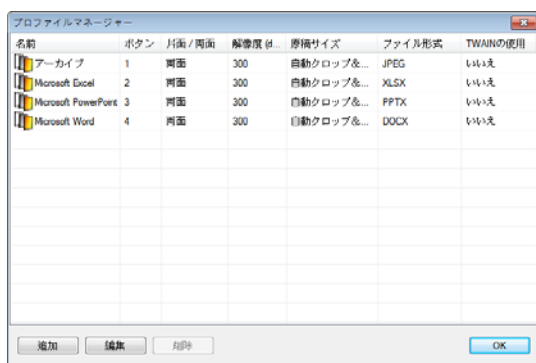 プロファイルマネージャー
名前 ボタン 片面 / 両面 解像度 (d... 原稿サイズ ファイル形式 TWAINの使用
アーカイブ 1 両面 300 自動クロップ&... JPEG いいえ
Microsoft Excel 2 両面 300 自動クロップ&... XLSX いいえ
Microsoft PowerPoint 3 両面 300 自動クロップ&... PPTX いいえ
Microsoft Word 4 両面 300 自動クロップ&... DOCX いいえ
追加 編集 削除 OK